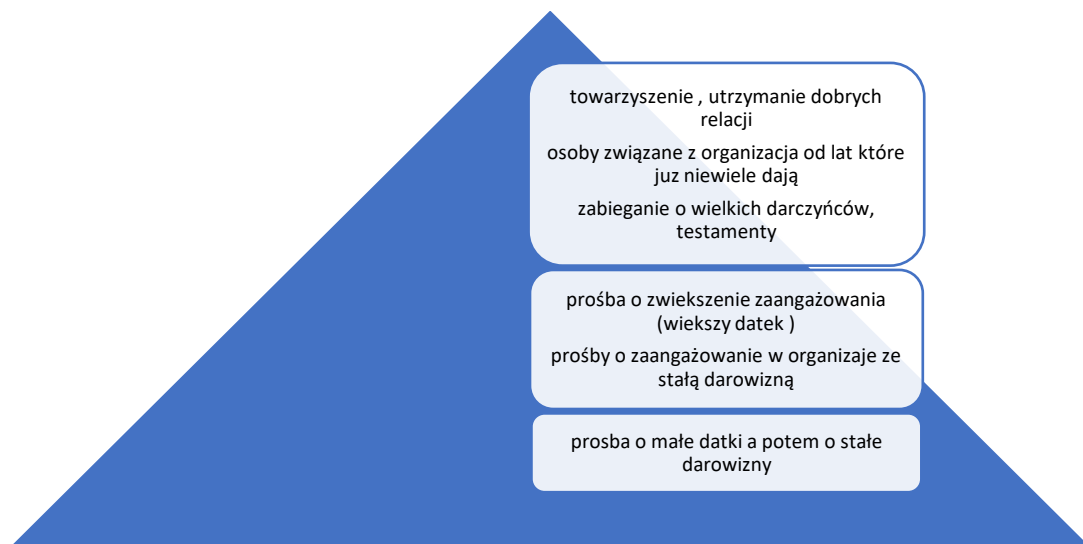 towarzyszenie , utrzymanie dobrych
relacji
osoby związane z organizacja od lat które
juz niewiele dają
zabieganie o wielkich darczyńców,
testamenty
prośba o zwiekszenie zaangażowania
(wiekszy datek )
prośby o zaangażowanie w organizaje ze
stałą darowizną
prosba o małe datki a potem o stałe
darowizny